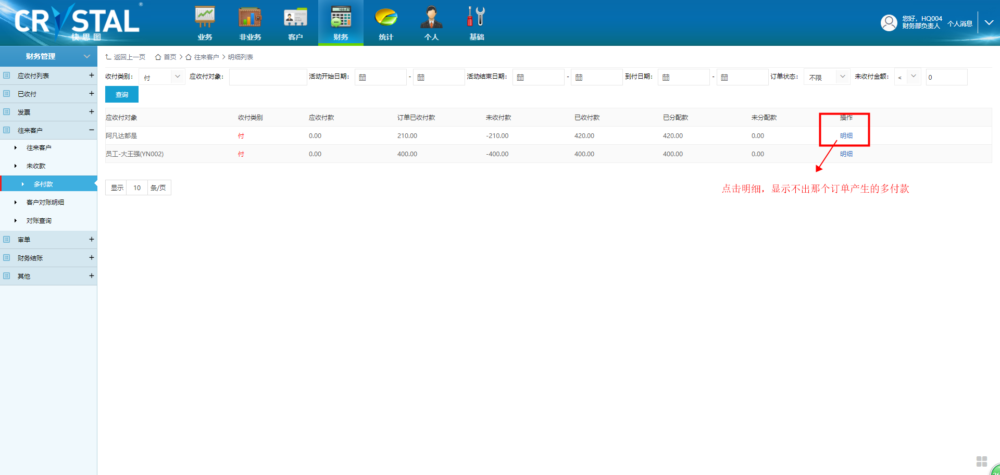 CRYSTAL
®
快思图
业务
非业务
客户
财务
统计
个人
基础
您好，HQ004
财务部负责人
个人消息
财务管理
应收付列表 +
已收付 +
发票 +
往来客户 −
往来客户
未收款
多付款
客户对账明细
对账查询
审单 +
财务结账 +
其他 +
返回上一页 首页 > 往来客户 > 明细列表
收付类别： 付 应收付对象： 活动开始日期： - 活动结束日期： - 到付日期： - 订单状态： 不限 未收付金额： < 0
查询
应收付对象 收付类别 应收付款 订单已收付款 未收付款 已收付款 已分配款 未分配款 操作
阿凡达都是 付 0.00 210.00 -210.00 420.00 420.00 0.00 明细
员工-大王强(YN002) 付 0.00 400.00 -400.00 400.00 400.00 0.00 明细
显示 10 条/页
点击明细，显示不出那个订单产生的多付款